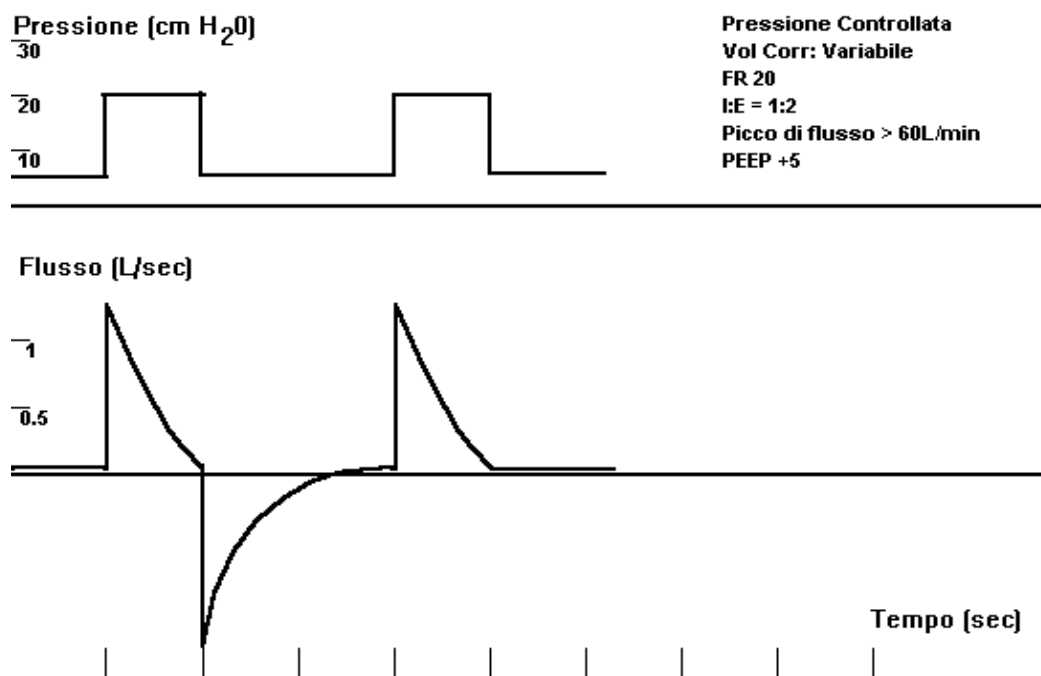 Pressione (cm H20)
30
20
10
Pressione Controllata
Vol Corr: Variabile
FR 20
I:E = 1:2
Picco di flusso > 60L/min
PEEP +5
Flusso (L/sec)
1
0.5
Tempo (sec)